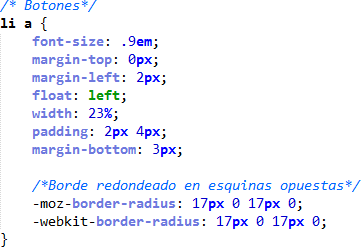 /* Botones*/
li a {
    font-size: .9em;
    margin-top: 0px;
    margin-left: 2px;
    float: left;
    width: 23%;
    padding: 2px 4px;
    margin-bottom: 3px;

    /*Borde redondeado en esquinas opuestas*/
    -moz-border-radius: 17px 0 17px 0;
    -webkit-border-radius: 17px 0 17px 0;
}